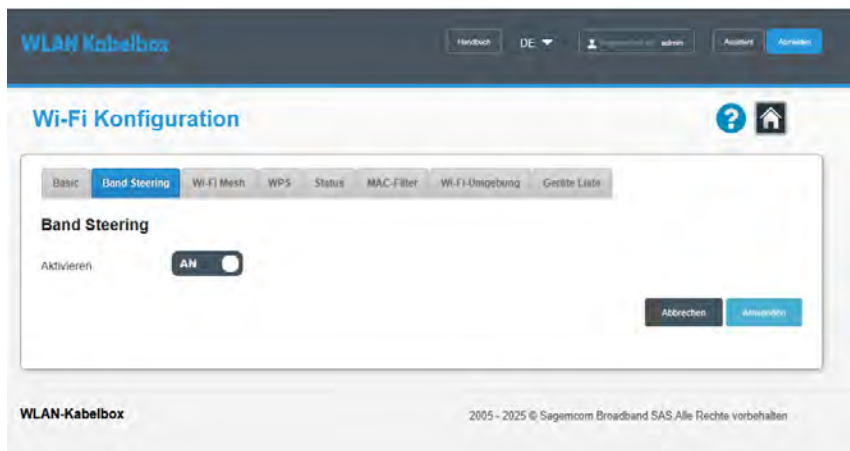 WLAN Kabelbox
Handbuch DE admin Assistent Abmelden
Wi-Fi Konfiguration
Basic Band Steering Wi-Fi Mesh WPS Status MAC-Filter Wi-Fi-Umgebung Geräte Liste
Band Steering
Aktivieren AN
Abbrechen Anwenden
WLAN-Kabelbox 2005 - 2025 © Sagemcom Broadband SAS.Alle Rechte vorbehalten